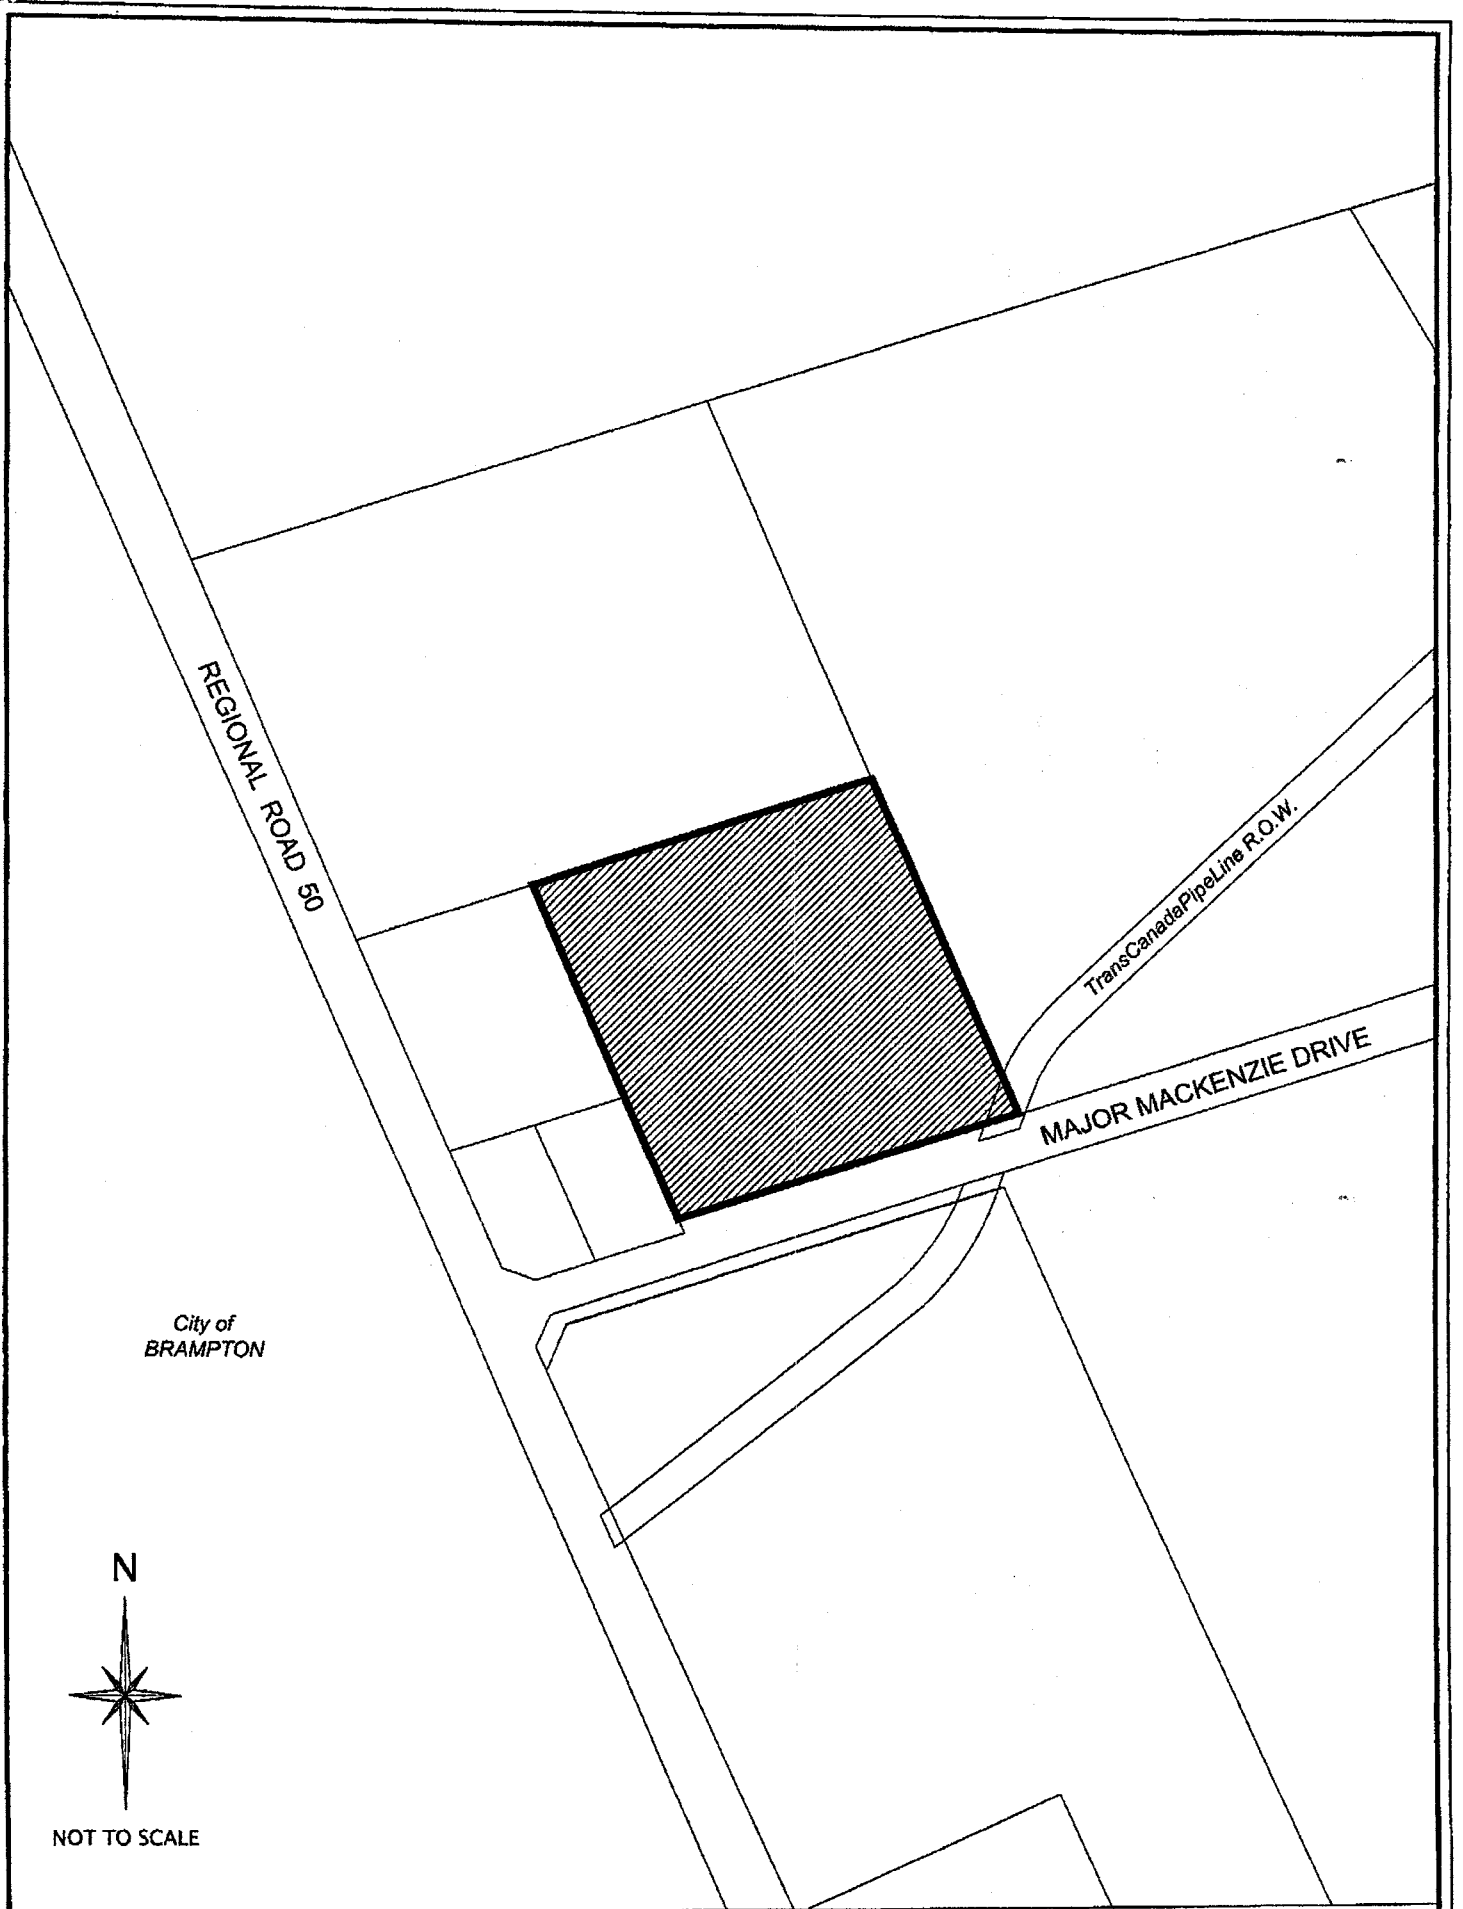 REGIONAL ROAD 50
TransCanadaPipeLine R.O.W.
MAJOR MACKENZIE DRIVE
City of
BRAMPTON
N
NOT TO SCALE